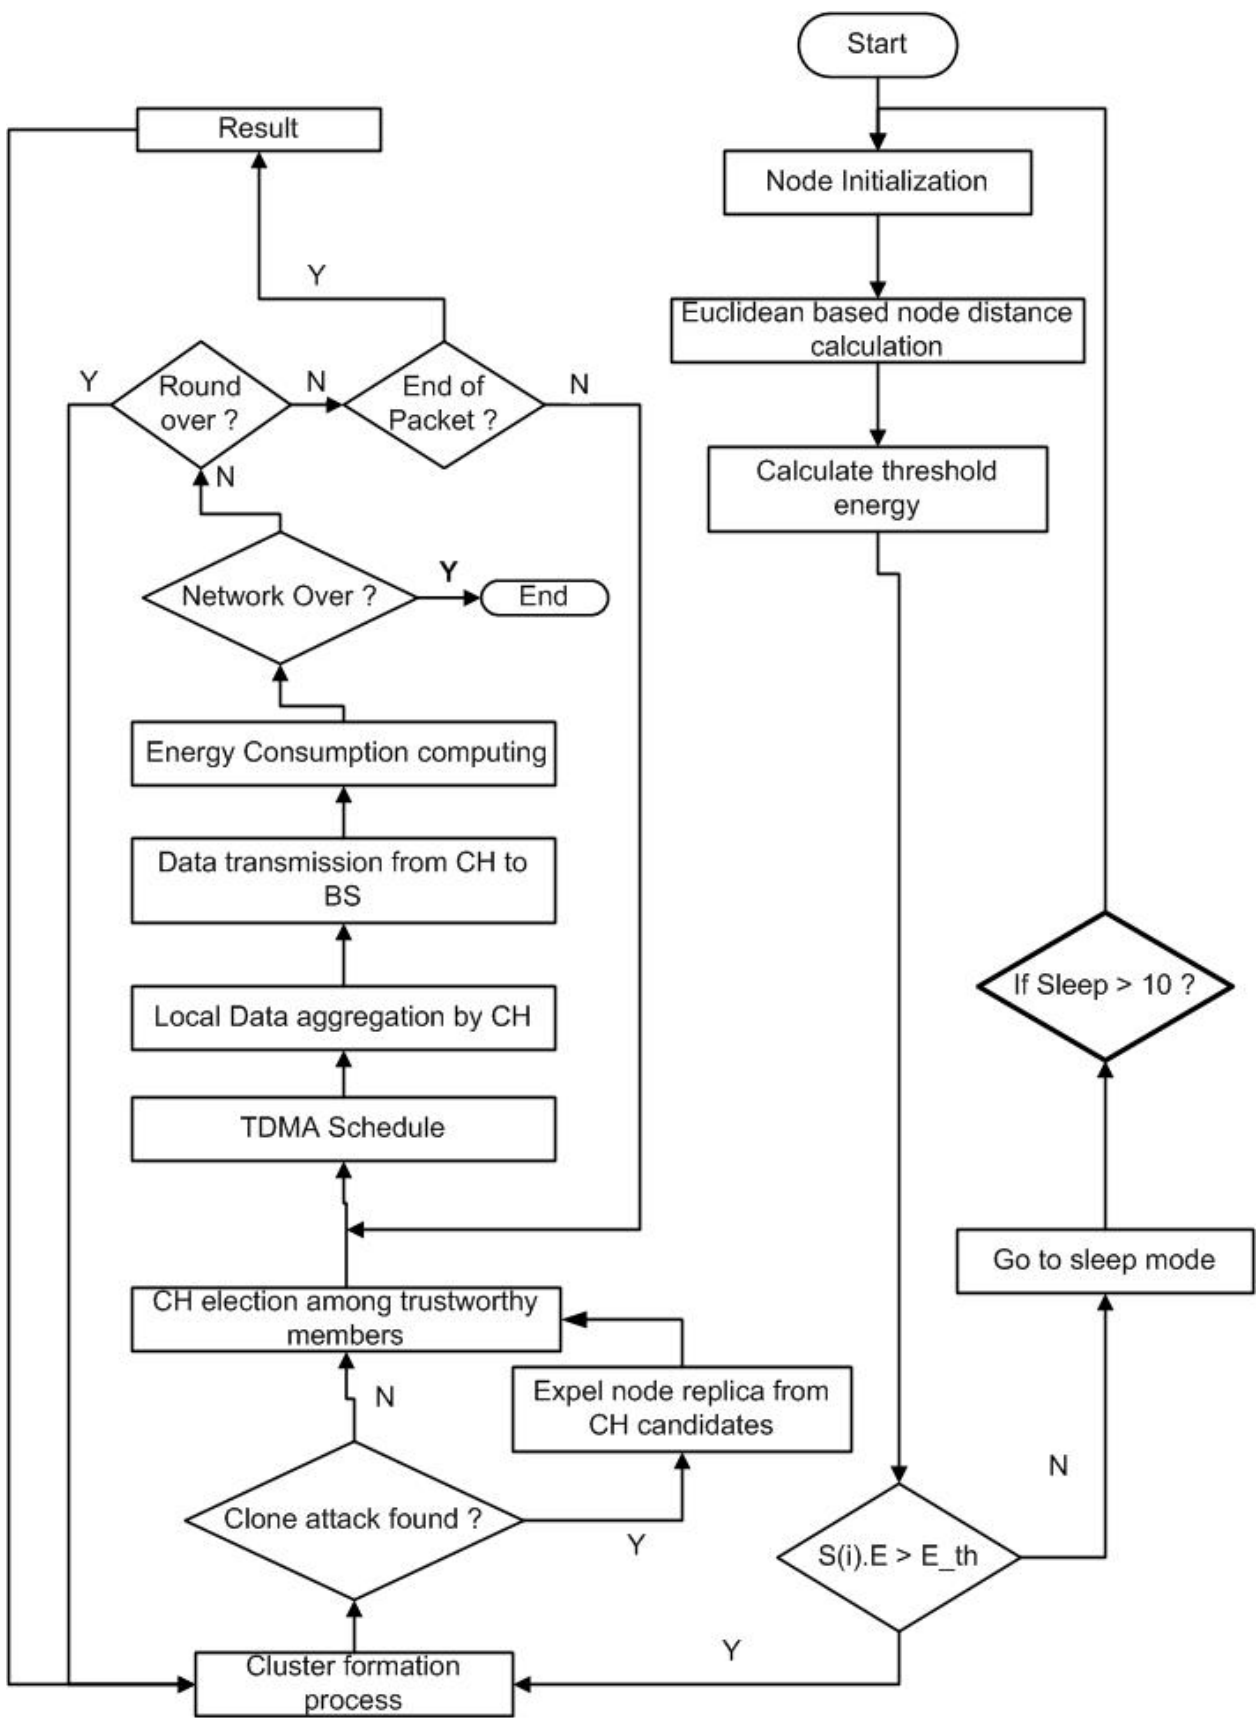 Start
Result
Node Initialization
Y
Euclidean based node distance
calculation
Y
Round
over ?
N
End of
Packet ?
N
Calculate threshold
energy
N
Network Over ?
Y
End
Energy Consumption computing
Data transmission from CH to
BS
If Sleep > 10 ?
Local Data aggregation by CH
TDMA Schedule
Go to sleep mode
CH election among trustworthy
members
N
Expel node replica from
CH candidates
N
Clone attack found ?
Y
S(i).E > E_th
Y
Cluster formation
process